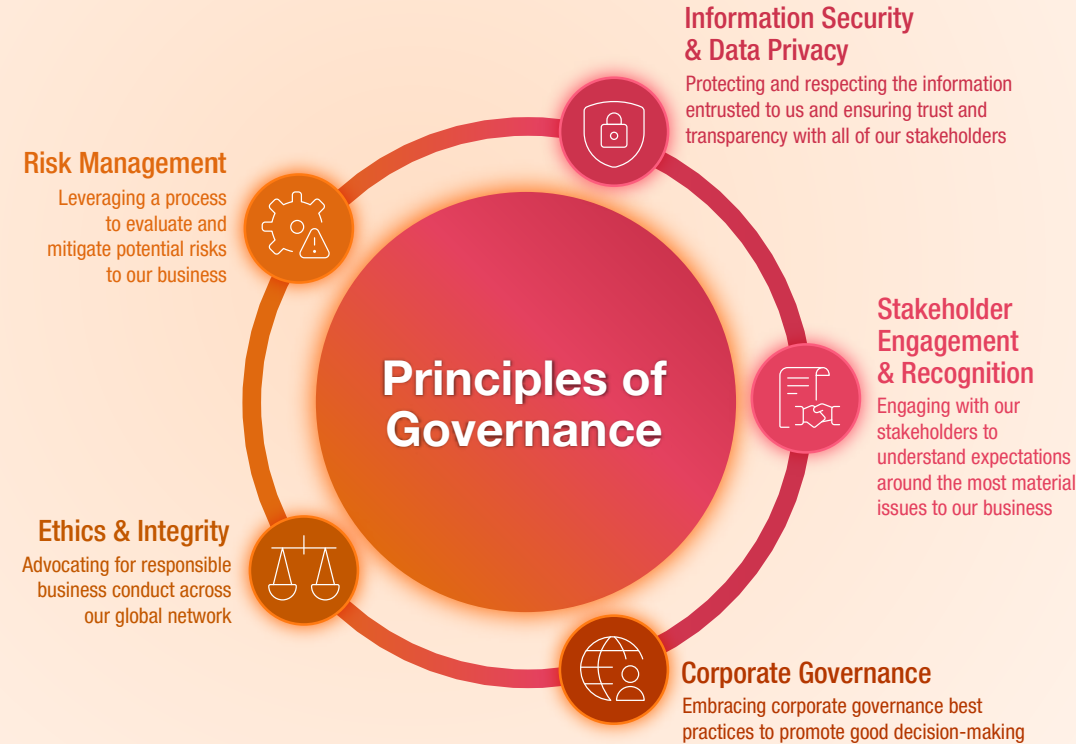 Information Security
& Data Privacy
Protecting and respecting the information
entrusted to us and ensuring trust and
transparency with all of our stakeholders
Risk Management
Leveraging a process
to evaluate and
mitigate potential risks
to our business
Principles of
Governance
Stakeholder
Engagement
& Recognition
Engaging with our
stakeholders to
understand expectations
around the most material
issues to our business
Ethics & Integrity
Advocating for responsible
business conduct across
our global network
Corporate Governance
Embracing corporate governance best
practices to promote good decision-making